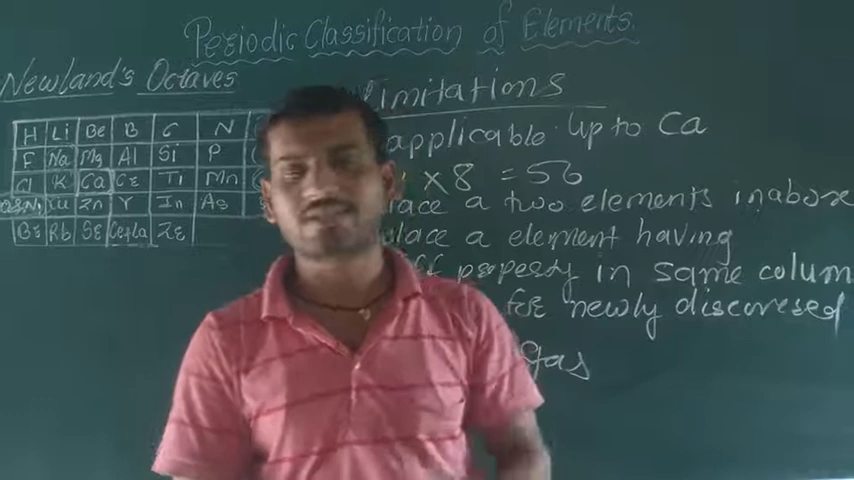 Periodic Classification of Elements.
Newland's Octaves
Limitations
H Li Be B C N
F Na Mg Al Si P
Cl K Ca Cr Ti Mn
Co&Ni Cu Zn Y In As
Br Rb Sr Ce&La Zr
applicable up to Ca
× 8 = 56
a two elements in a box
place a element having
property in same column
for newly discovered
gas